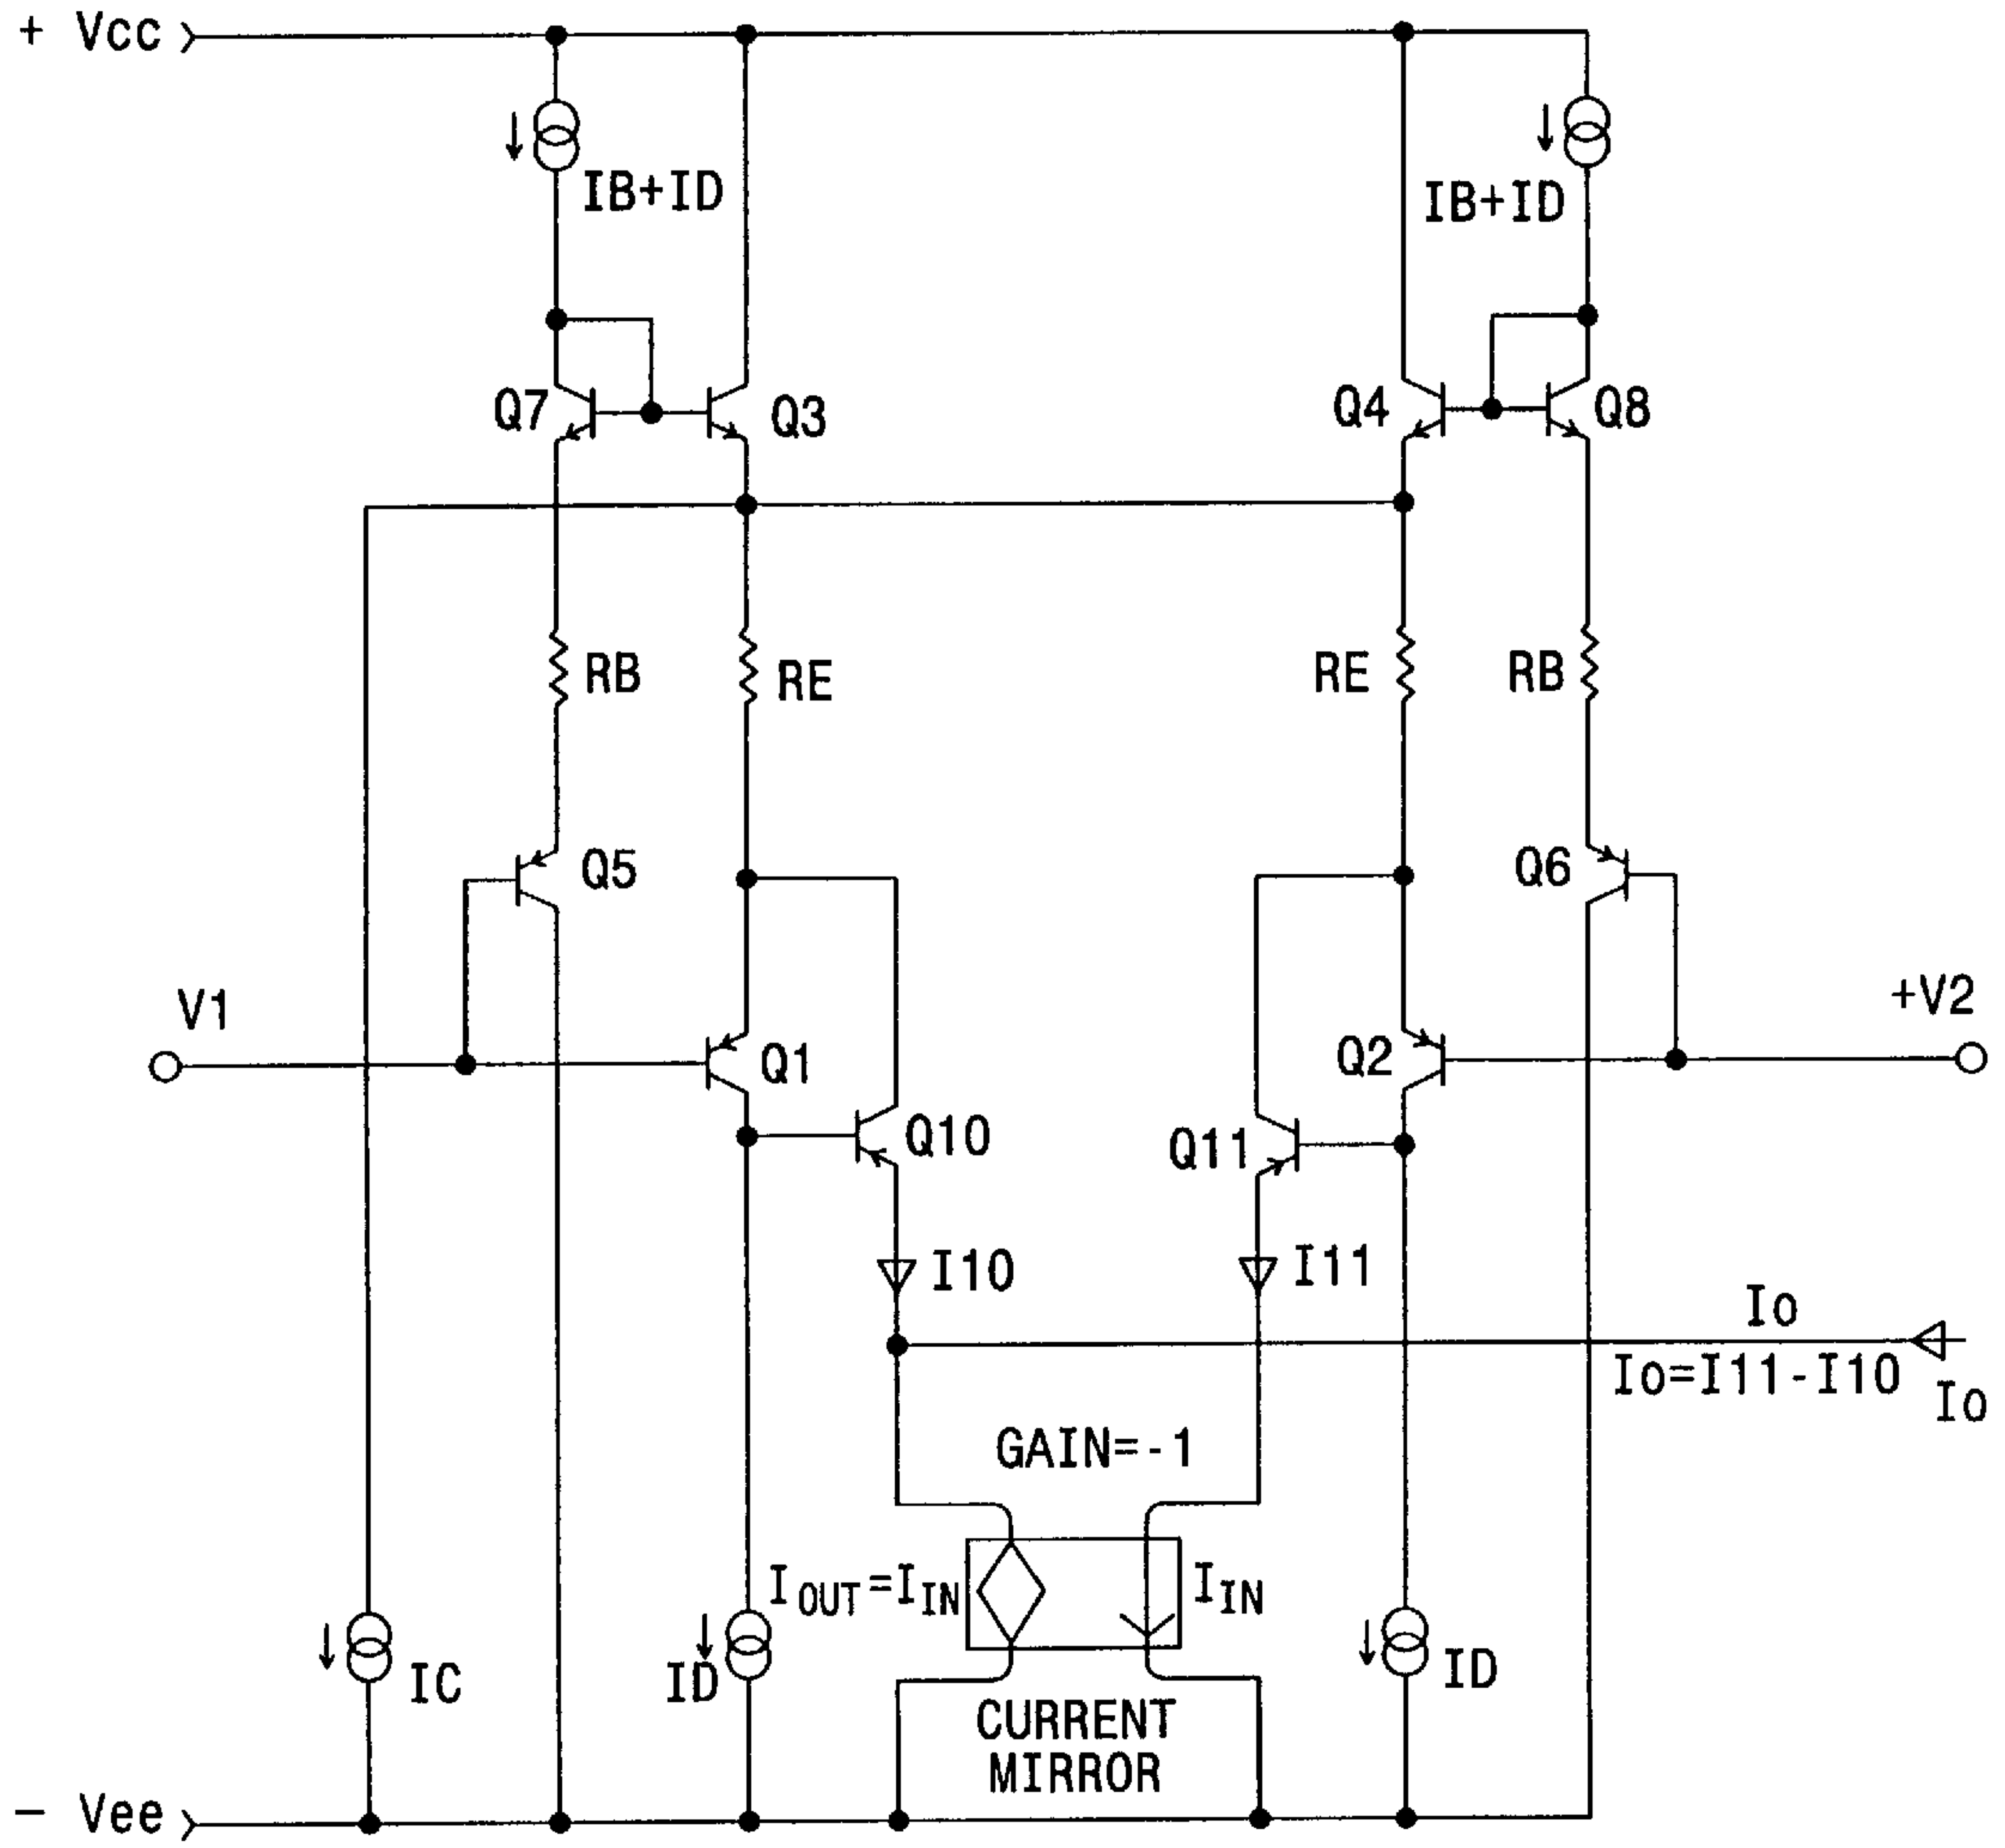 + Vcc
IB+ID
IB+ID
Q7
Q3
Q4
Q8
RB
RE
RE
RB
Q5
Q6
V1
+V2
Q1
Q2
Q10
Q11
I10
I11
Io
Io=I11-I10
Io
GAIN=-1
IOUT=IIN
IIN
IC
ID
ID
CURRENT
MIRROR
- Vee